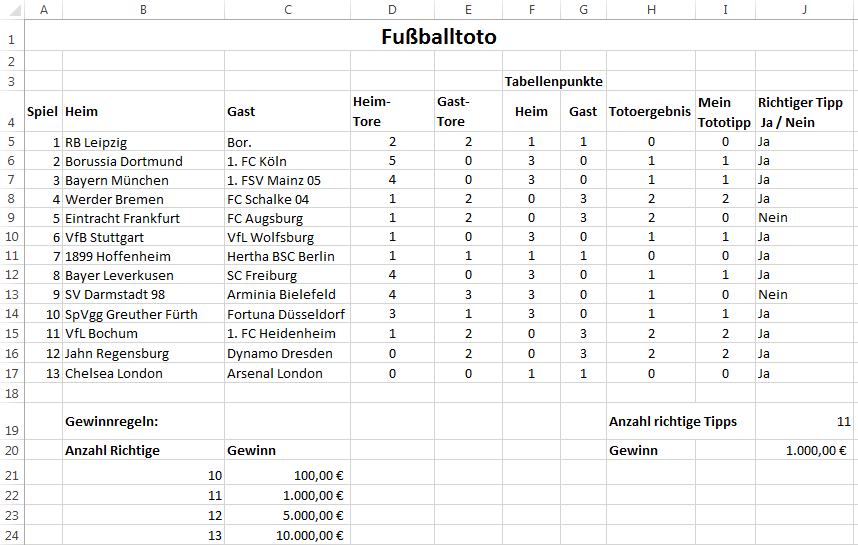 A B C D E F G H I J
1 Fußballtoto
2
3 Tabellenpunkte
4 Spiel Heim Gast Heim-Tore Gast-Tore Heim Gast Totoergebnis Mein Tototipp Richtiger Tipp Ja / Nein
5 1 RB Leipzig Bor. 2 2 1 1 0 0 Ja
6 2 Borussia Dortmund 1. FC Köln 5 0 3 0 1 1 Ja
7 3 Bayern München 1. FSV Mainz 05 4 0 3 0 1 1 Ja
8 4 Werder Bremen FC Schalke 04 1 2 0 3 2 2 Ja
9 5 Eintracht Frankfurt FC Augsburg 1 2 0 3 2 0 Nein
10 6 VfB Stuttgart VfL Wolfsburg 1 0 3 0 1 1 Ja
11 7 1899 Hoffenheim Hertha BSC Berlin 1 1 1 1 0 0 Ja
12 8 Bayer Leverkusen SC Freiburg 4 0 3 0 1 1 Ja
13 9 SV Darmstadt 98 Arminia Bielefeld 4 3 3 0 1 0 Nein
14 10 SpVgg Greuther Fürth Fortuna Düsseldorf 3 1 3 0 1 1 Ja
15 11 VfL Bochum 1. FC Heidenheim 1 2 0 3 2 2 Ja
16 12 Jahn Regensburg Dynamo Dresden 0 2 0 3 2 2 Ja
17 13 Chelsea London Arsenal London 0 0 1 1 0 0 Ja
18
19 Gewinnregeln: Anzahl richtige Tipps 11
20 Anzahl Richtige Gewinn Gewinn 1.000,00 €
21 10 100,00 €
22 11 1.000,00 €
23 12 5.000,00 €
24 13 10.000,00 €